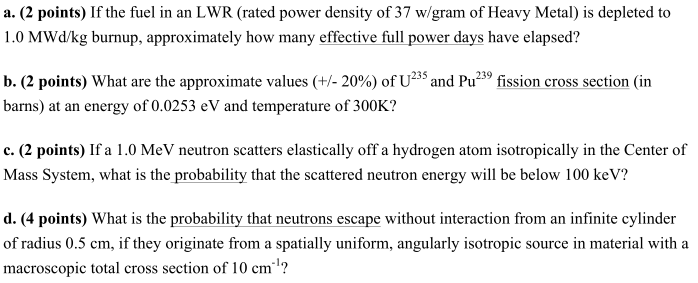 a. (2 points) If the fuel in an LWR (rated power density of 37 w/gram of Heavy Metal) is depleted to
1.0 MWd/kg burnup, approximately how many effective full power days have elapsed?
b. (2 points) What are the approximate values (+/- 20%) of U²³⁵ and Pu²³⁹ fission cross section (in
barns) at an energy of 0.0253 eV and temperature of 300K?
c. (2 points) If a 1.0 MeV neutron scatters elastically off a hydrogen atom isotropically in the Center of
Mass System, what is the probability that the scattered neutron energy will be below 100 keV?
d. (4 points) What is the probability that neutrons escape without interaction from an infinite cylinder
of radius 0.5 cm, if they originate from a spatially uniform, angularly isotropic source in material with a
macroscopic total cross section of 10 cm⁻¹?